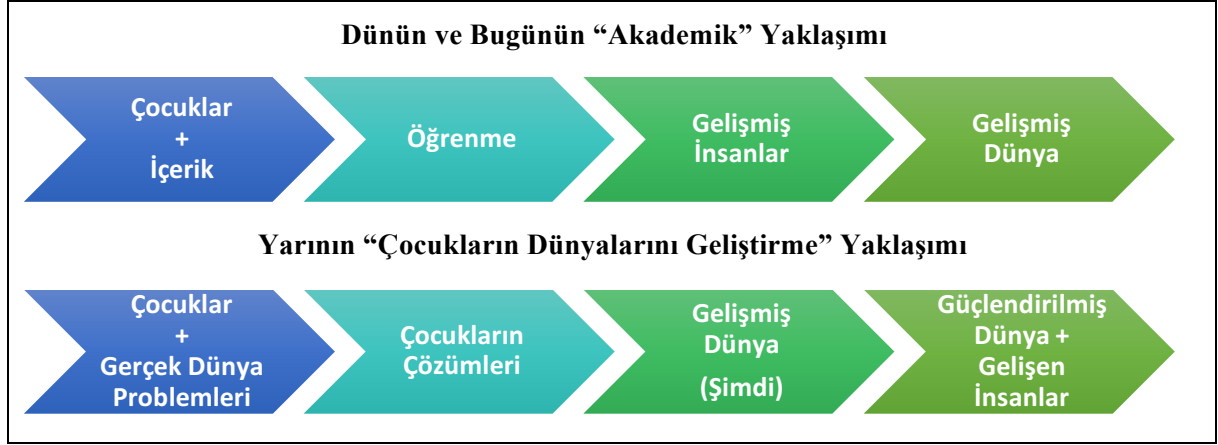 Dünün ve Bugünün “Akademik” Yaklaşımı
Çocuklar
+
İçerik
Öğrenme
Gelişmiş
İnsanlar
Gelişmiş
Dünya
Yarının “Çocukların Dünyalarını Geliştirme” Yaklaşımı
Çocuklar
+
Gerçek Dünya
Problemleri
Çocukların
Çözümleri
Gelişmiş
Dünya
(Şimdi)
Güçlendirilmiş
Dünya +
Gelişen
İnsanlar